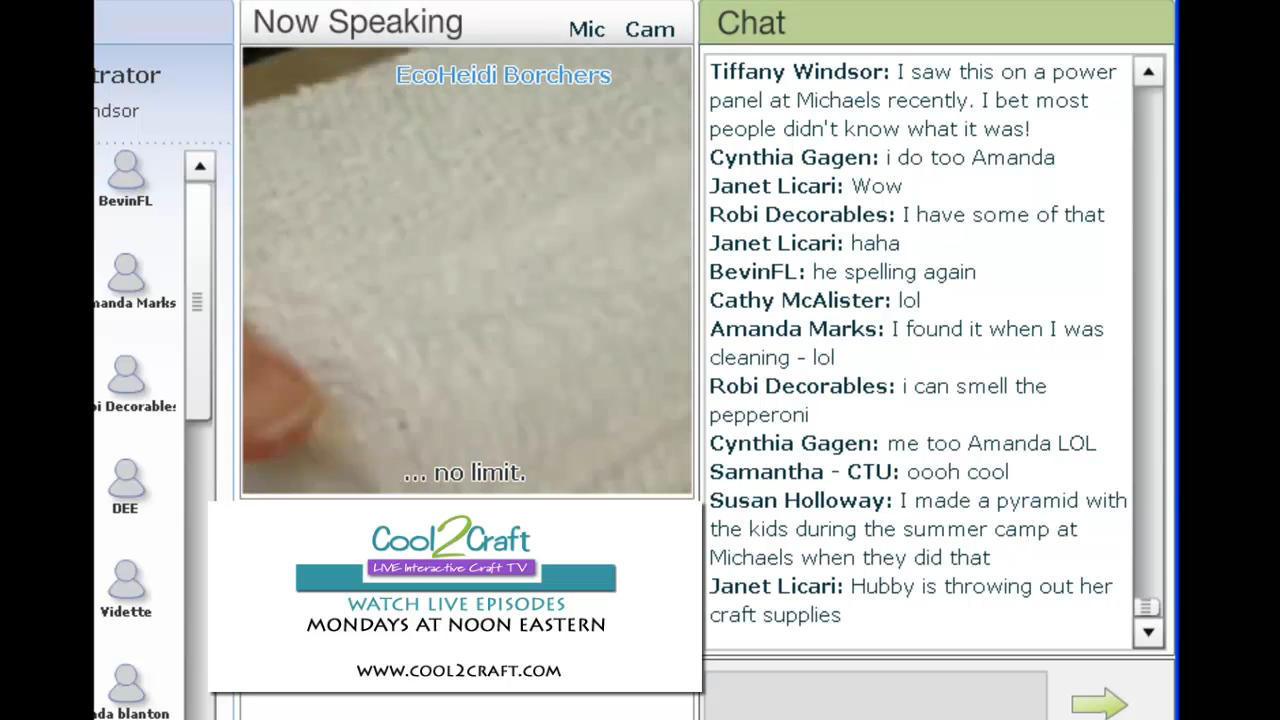 trator
ndsor
BevinFL
manda Marks
bi Decorables
DEE
Vidette
nda blanton
Now Speaking
Mic Cam
EcoHeidi Borchers
... no limit.
Cool2Craft
LIVE Interactive Craft TV
WATCH LIVE EPISODES
MONDAYS AT NOON EASTERN
WWW.COOL2CRAFT.COM
Chat
Tiffany Windsor: I saw this on a power
panel at Michaels recently. I bet most
people didn't know what it was!
Cynthia Gagen: i do too Amanda
Janet Licari: Wow
Robi Decorables: I have some of that
Janet Licari: haha
BevinFL: he spelling again
Cathy McAlister: lol
Amanda Marks: I found it when I was
cleaning - lol
Robi Decorables: i can smell the
pepperoni
Cynthia Gagen: me too Amanda LOL
Samantha - CTU: oooh cool
Susan Holloway: I made a pyramid with
the kids during the summer camp at
Michaels when they did that
Janet Licari: Hubby is throwing out her
craft supplies